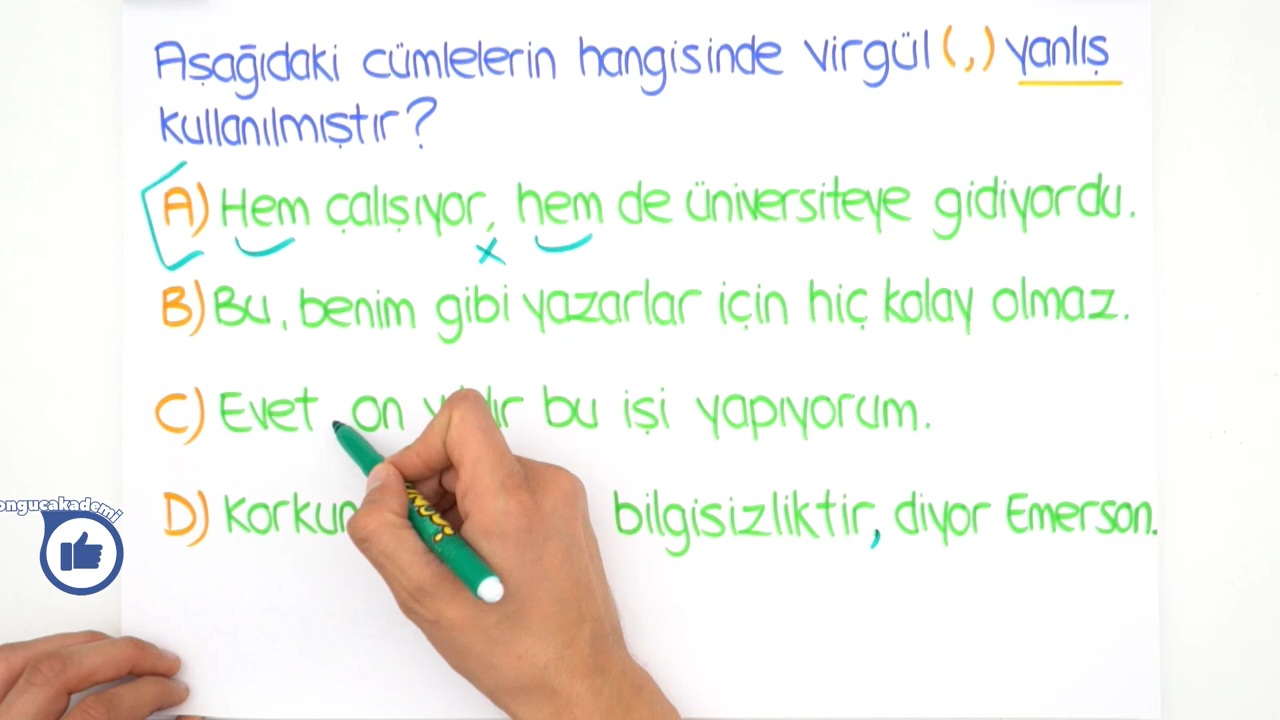 Aşağıdaki cümlelerin hangisinde virgül (,) yanlış
kullanılmıştır?
A) Hem çalışıyor, hem de üniversiteye gidiyordu.
B) Bu, benim gibi yazarlar için hiç kolay olmaz.
C) Evet on bu işi yapıyorum.
D) bilgisizliktir, diyor Emerson.
ongucakademi